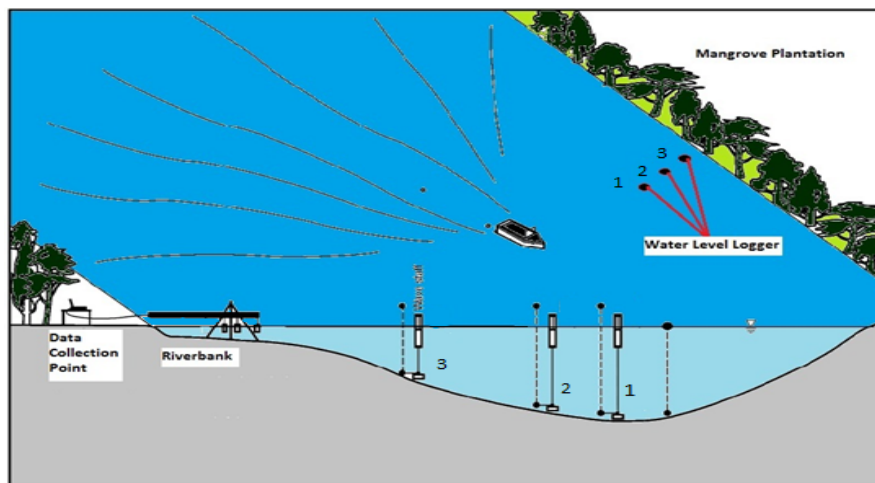 Mangrove Plantation
3
2
1
Water Level Logger
Data
Collection
Point
Riverbank
3
2
1